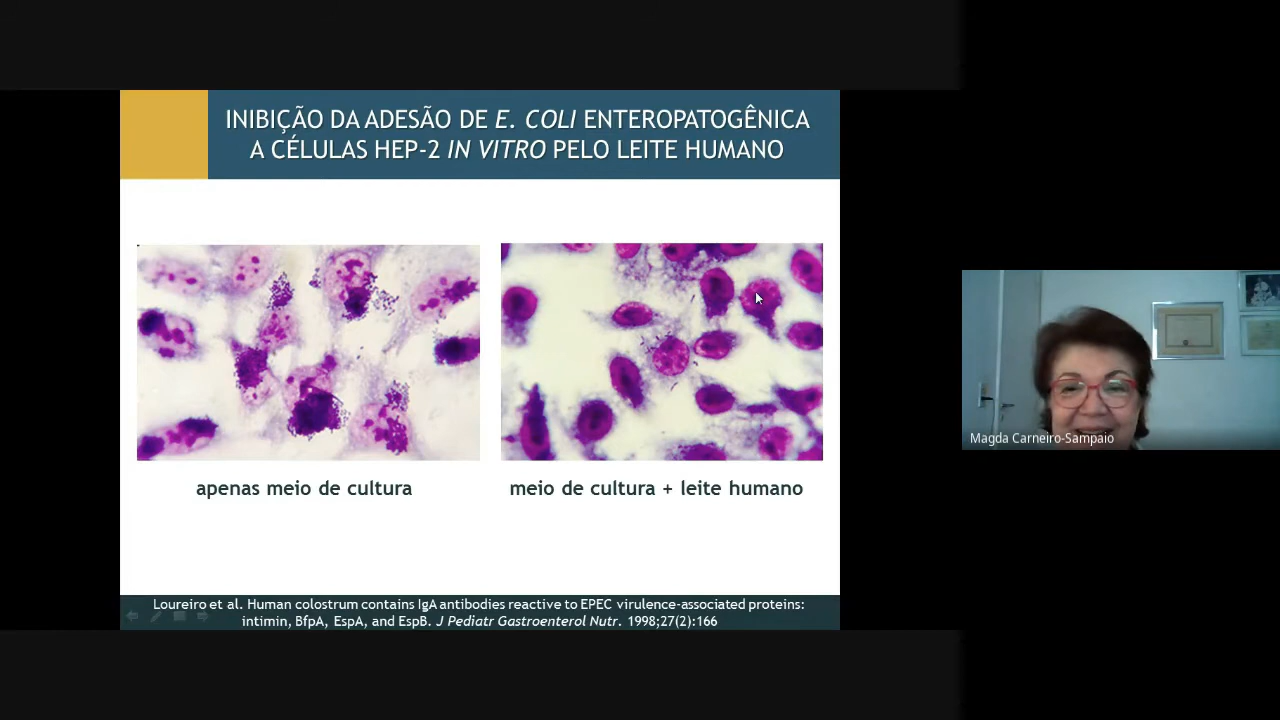 INIBIÇÃO DA ADESÃO DE E. COLI ENTEROPATOGÊNICA
A CÉLULAS HEP-2 IN VITRO PELO LEITE HUMANO
apenas meio de cultura
meio de cultura + leite humano
Loureiro et al. Human colostrum contains IgA antibodies reactive to EPEC virulence-associated proteins:
intimin, BfpA, EspA, and EspB. J Pediatr Gastroenterol Nutr. 1998;27(2):166
Magda Carneiro-Sampaio